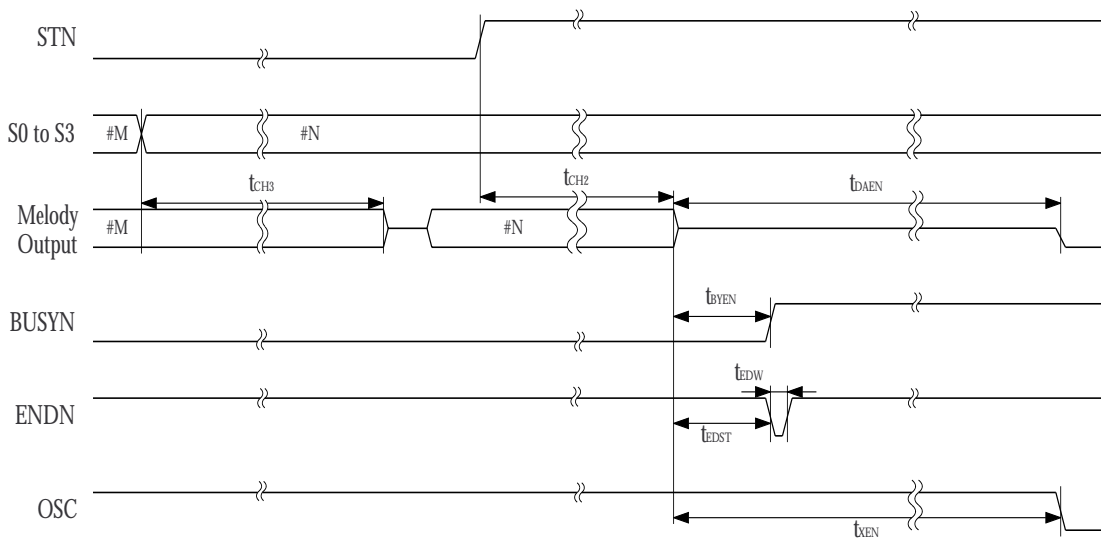 STN
S0 to S3
#M
#N
tCH3
tCH2
tDAEN
Melody
Output
#M
#N
tBYEN
BUSYN
tEDW
ENDN
tEDST
OSC
tXEN